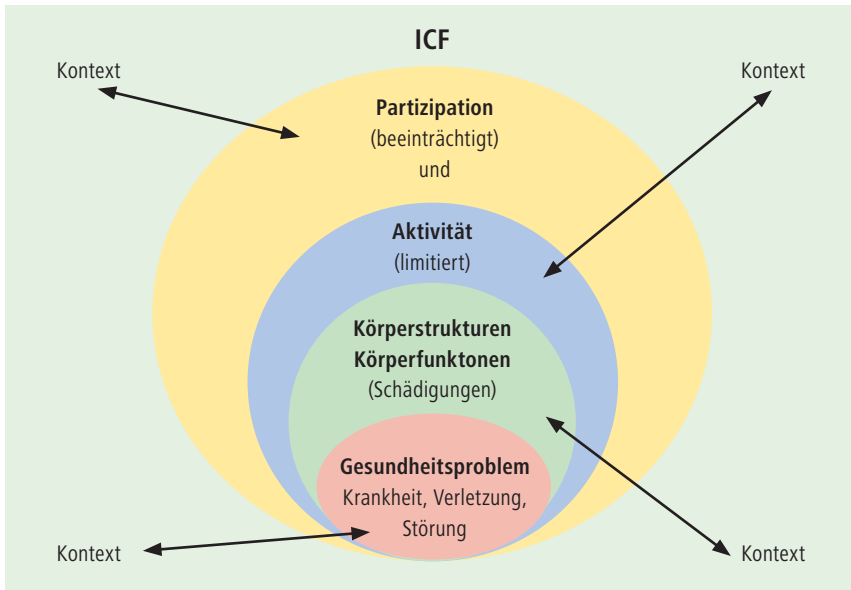 ICF
Kontext
Kontext
Partizipation
(beeinträchtigt)
und
Aktivität
(limitiert)
Körperstrukturen
Körperfunktonen
(Schädigungen)
Gesundheitsproblem
Krankheit, Verletzung,
Störung
Kontext
Kontext